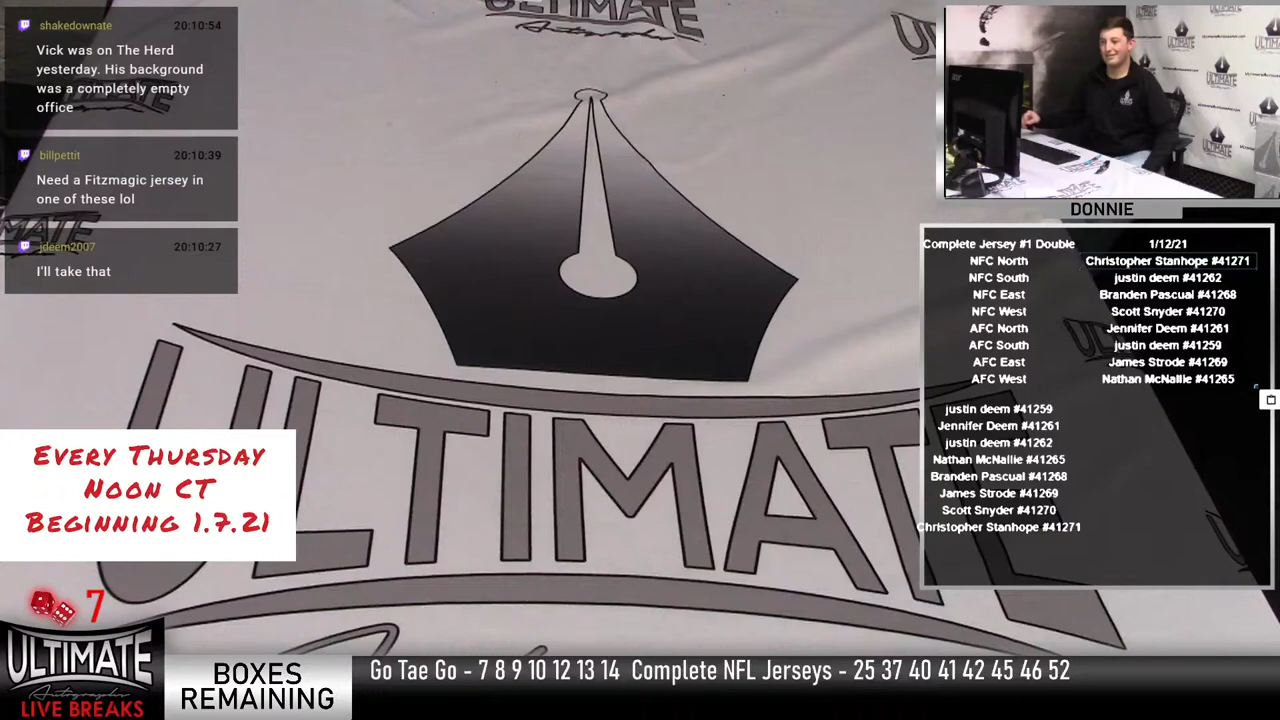 shakedownate 20:10:54
Vick was on The Herd
yesterday. His background
was a completely empty
office
billpettit 20:10:39
Need a Fitzmagic jersey in
one of these lol
jdeem2007 20:10:27
I'll take that
ULTIMATE
Autographs
ULTIMATE
DONNIE
Complete Jersey #1 Double 1/12/21
NFC North Christopher Stanhope #41271
NFC South justin deem #41262
NFC East Branden Pascual #41268
NFC West Scott Snyder #41270
AFC North Jennifer Deem #41261
AFC South justin deem #41259
AFC East James Strode #41269
AFC West Nathan McNallie #41265
justin deem #41259
Jennifer Deem #41261
justin deem #41262
Nathan McNallie #41265
Branden Pascual #41268
James Strode #41269
Scott Snyder #41270
Christopher Stanhope #41271
ULTIMAT
Every Thursday
Noon CT
Beginning 1.7.21
7
ULTIMATE
Autographs
LIVE BREAKS
BOXES
REMAINING
Go Tae Go - 7 8 9 10 12 13 14 Complete NFL Jerseys - 25 37 40 41 42 45 46 52